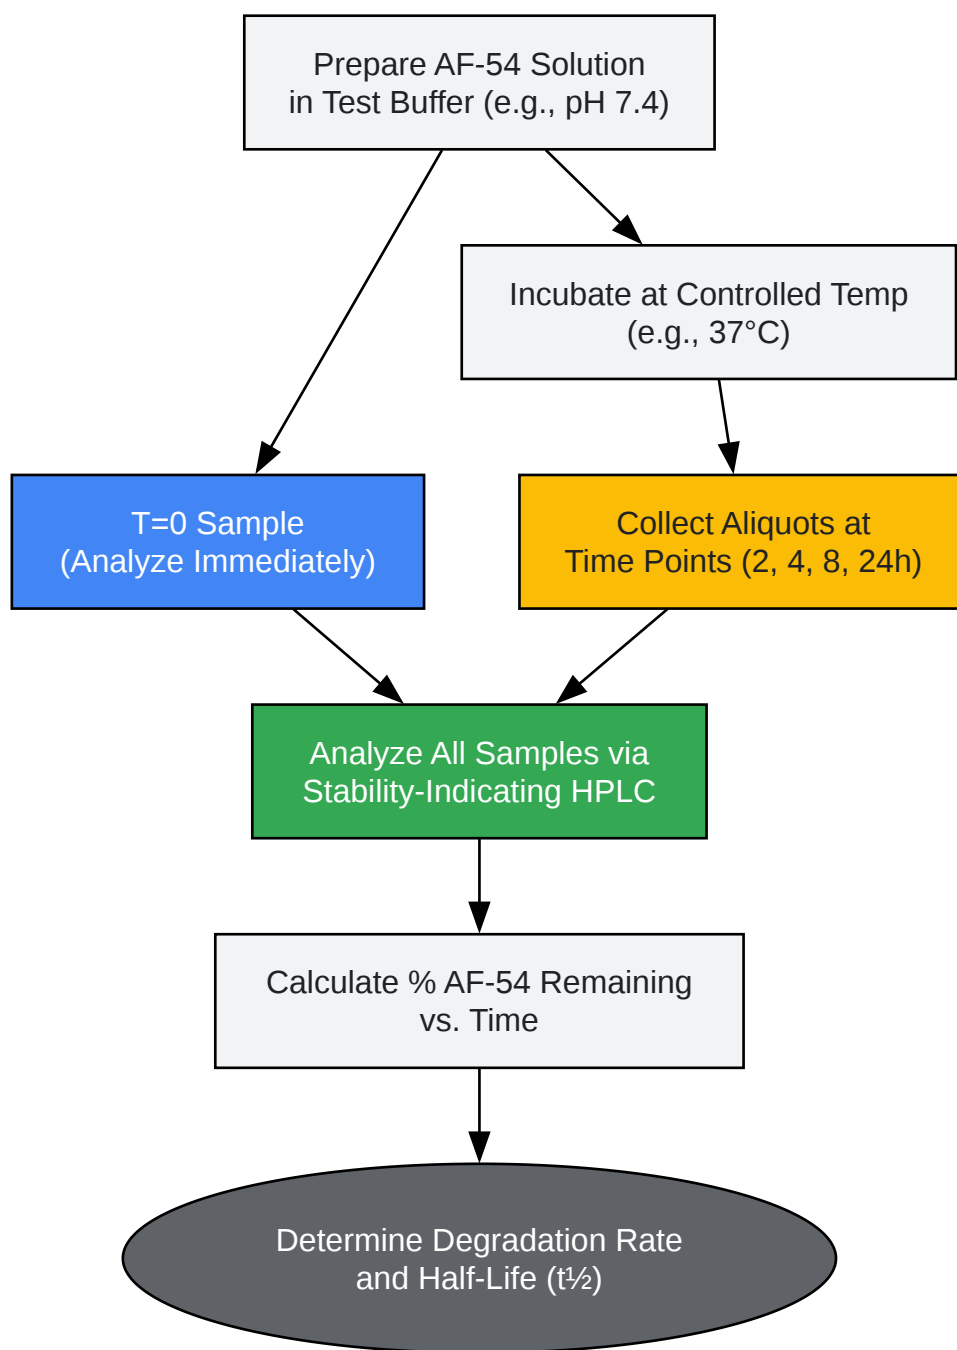 Prepare AF-54 Solution
in Test Buffer (e.g., pH 7.4)
Incubate at Controlled Temp
(e.g., 37°C)
T=0 Sample
(Analyze Immediately)
Collect Aliquots at
Time Points (2, 4, 8, 24h)
Analyze All Samples via
Stability-Indicating HPLC
Calculate % AF-54 Remaining
vs. Time
Determine Degradation Rate
and Half-Life (t½)